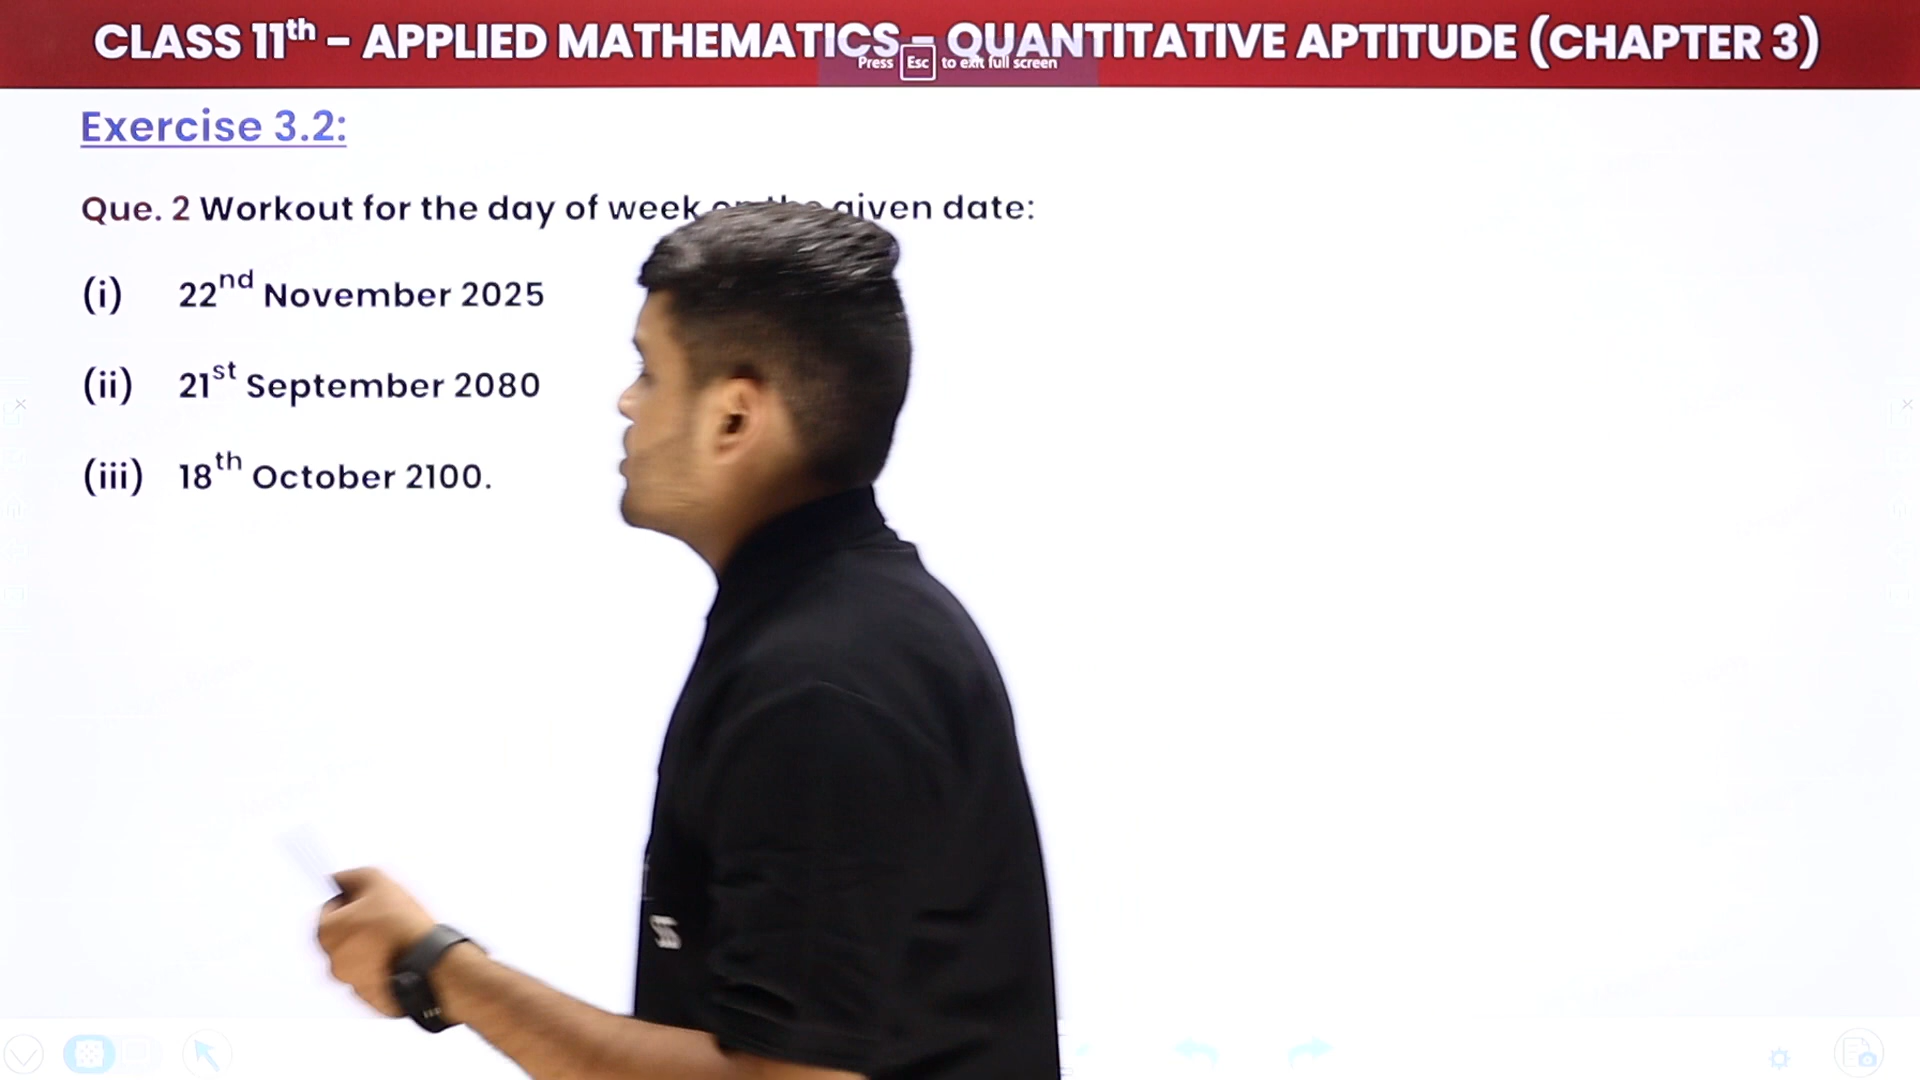 CLASS 11th - APPLIED MATHEMATICS - QUANTITATIVE APTITUDE (CHAPTER 3)
Press Esc to exit full screen
Exercise 3.2:
Que. 2 Workout for the day of week on the given date:
(i) 22nd November 2025
(ii) 21st September 2080
(iii) 18th October 2100.